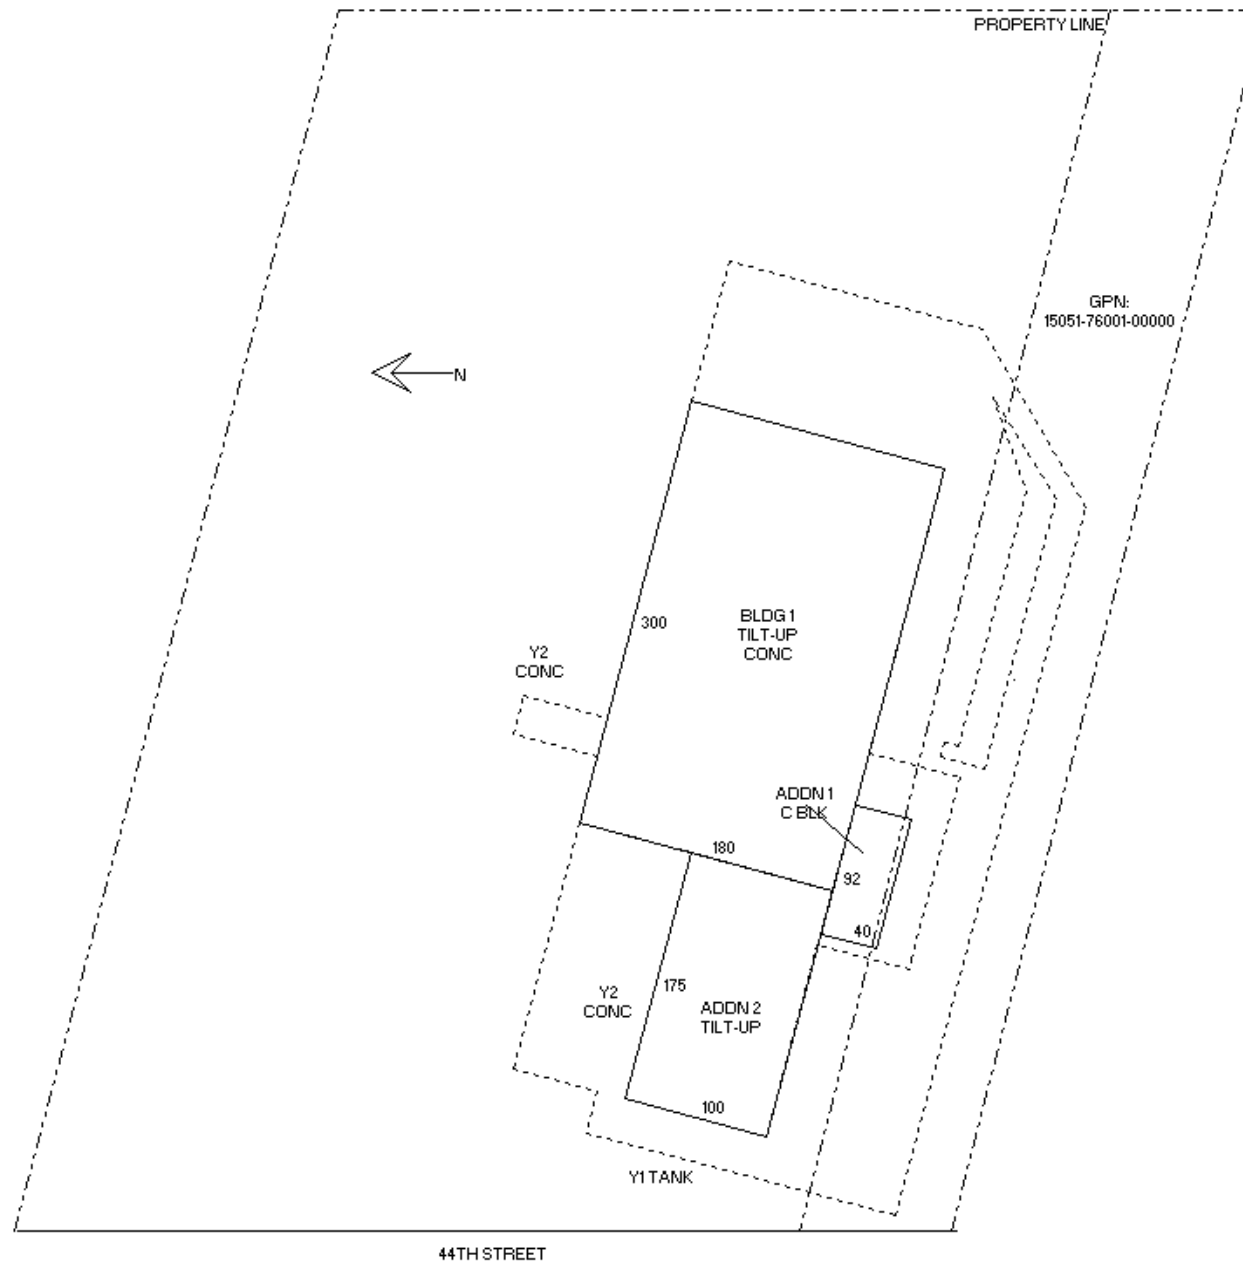 PROPERTY LINE
GPN:
15051-76001-00000
N
BLDG 1
TILT-UP
CONC
300
Y2
CONC
ADDN 1
C BLK
180
92
40
175
Y2
CONC
ADDN 2
TILT-UP
100
Y1 TANK
44TH STREET